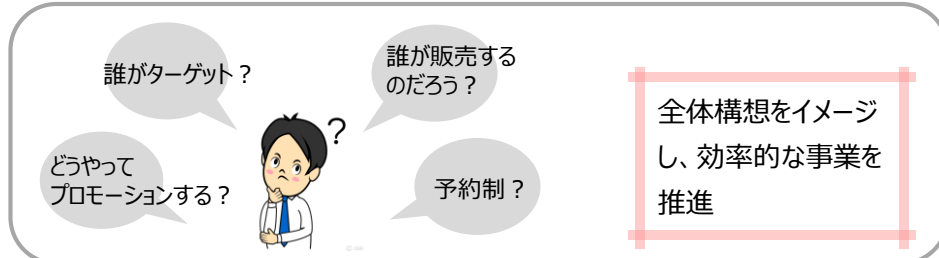 誰がターゲット？
誰が販売する
のだろう？
?
どうやって
プロモーションする？
予約制？
全体構想をイメージ
し、効率的な事業を
推進